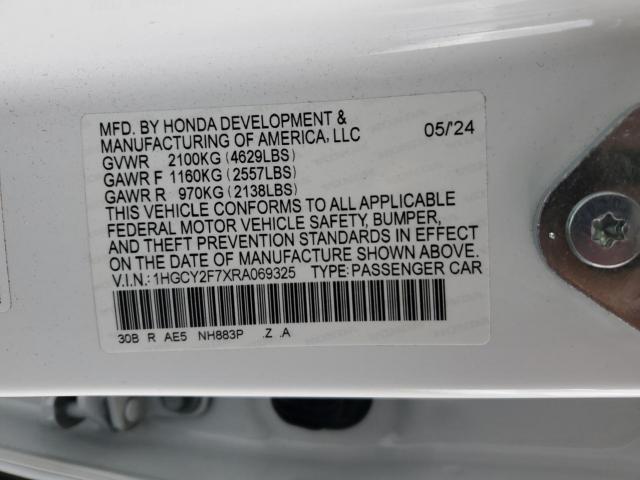 MFD. BY HONDA DEVELOPMENT &
MANUFACTURING OF AMERICA, LLC 05/'24
GVWR 2100KG (4629LBS)
GAWR F 1160KG (2557LBS)
GAWR R 970KG (2138LBS)
THIS VEHICLE CONFORMS TO ALL APPLICABLE
FEDERAL MOTOR VEHICLE SAFETY, BUMPER,
AND THEFT PREVENTION STANDARDS IN EFFECT
ON THE DATE OF MANUFACTURE SHOWN ABOVE.
V.I.N.:1HGCY2F7XRA069325 TYPE:PASSENGER CAR
30B R AE5 NH883P .Z .A